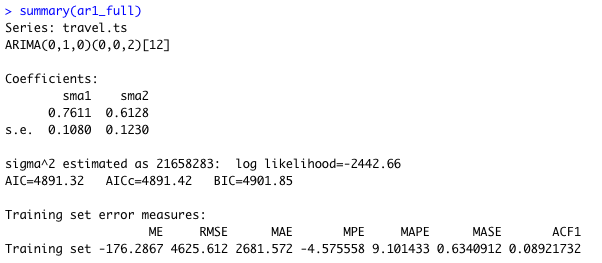 > summary(ar1_full)
Series: travel.ts
ARIMA(0,1,0)(0,0,2)[12]
Coefficients:
sma1 sma2
0.7611 0.6128
s.e. 0.1080 0.1230
sigma^2 estimated as 21658283: log likelihood=-2442.66
AIC=4891.32 AICc=4891.42 BIC=4901.85
Training set error measures:
ME RMSE MAE MPE MAPE MASE ACF1
Training set -176.2867 4625.612 2681.572 -4.575558 9.101433 0.6340912 0.08921732